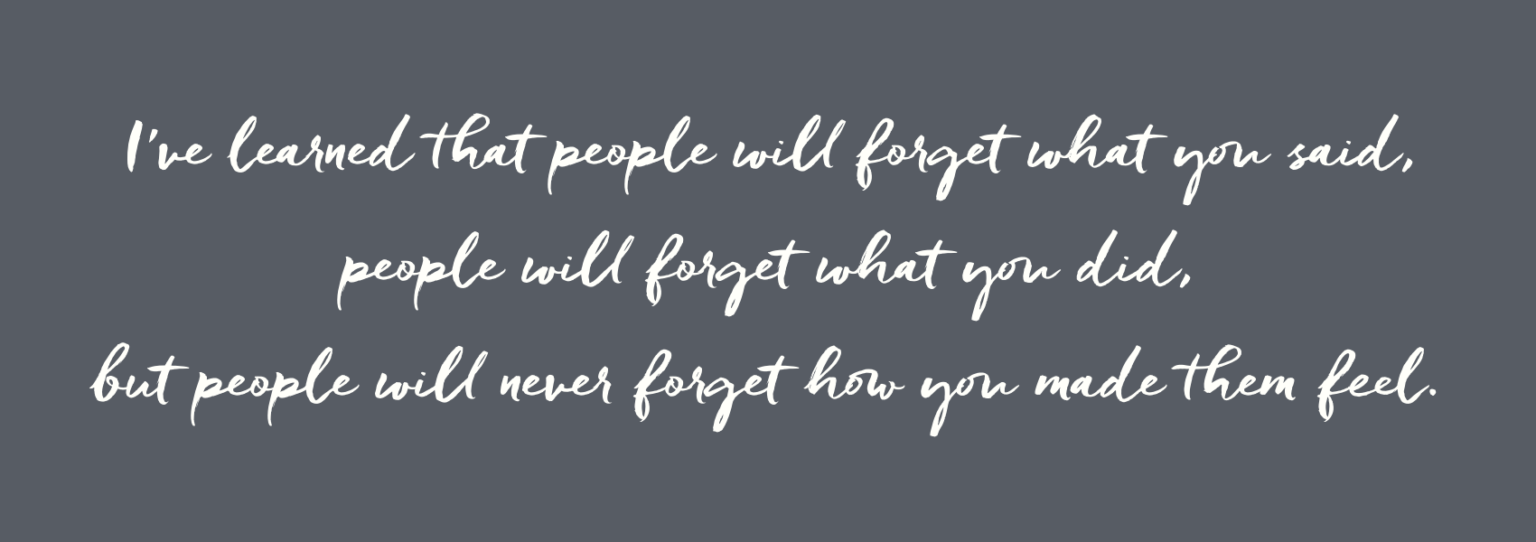 I've learned that people will forget what you said,
people will forget what you did,
but people will never forget how you made them feel.